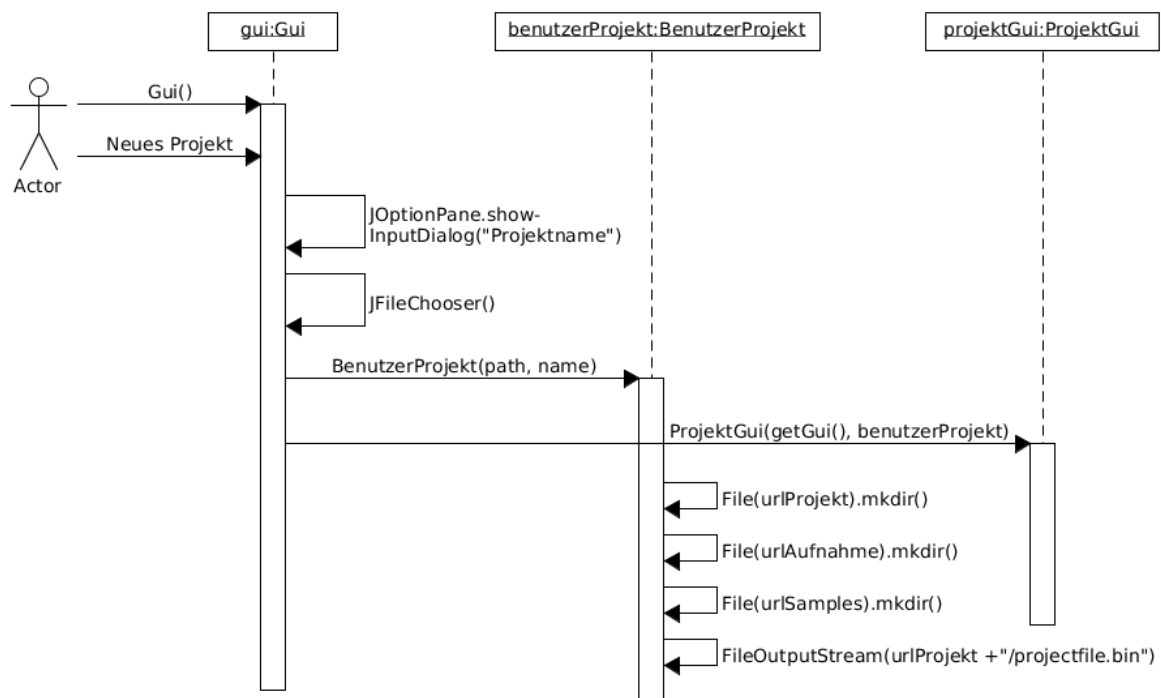 gui:Gui
benutzerProjekt:BenutzerProjekt
projektGui:ProjektGui
Gui()
Neues Projekt
Actor
JOptionPane.show-
InputDialog("Projektname")
JFileChooser()
BenutzerProjekt(path, name)
ProjektGui(getGui(), benutzerProjekt)
File(urlProjekt).mkdir()
File(urlAufnahme).mkdir()
File(urlSamples).mkdir()
FileOutputStream(urlProjekt +"/projectfile.bin")